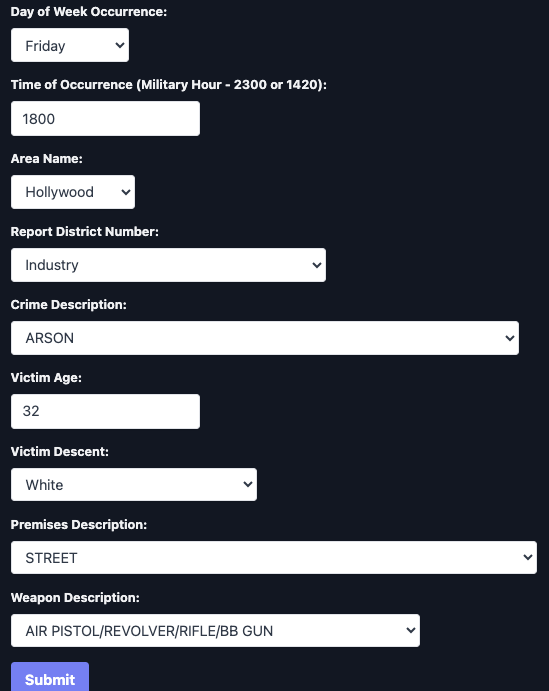 Day of Week Occurrence:
Friday
Time of Occurrence (Military Hour - 2300 or 1420):
1800
Area Name:
Hollywood
Report District Number:
Industry
Crime Description:
ARSON
Victim Age:
32
Victim Descent:
White
Premises Description:
STREET
Weapon Description:
AIR PISTOL/REVOLVER/RIFLE/BB GUN
Submit